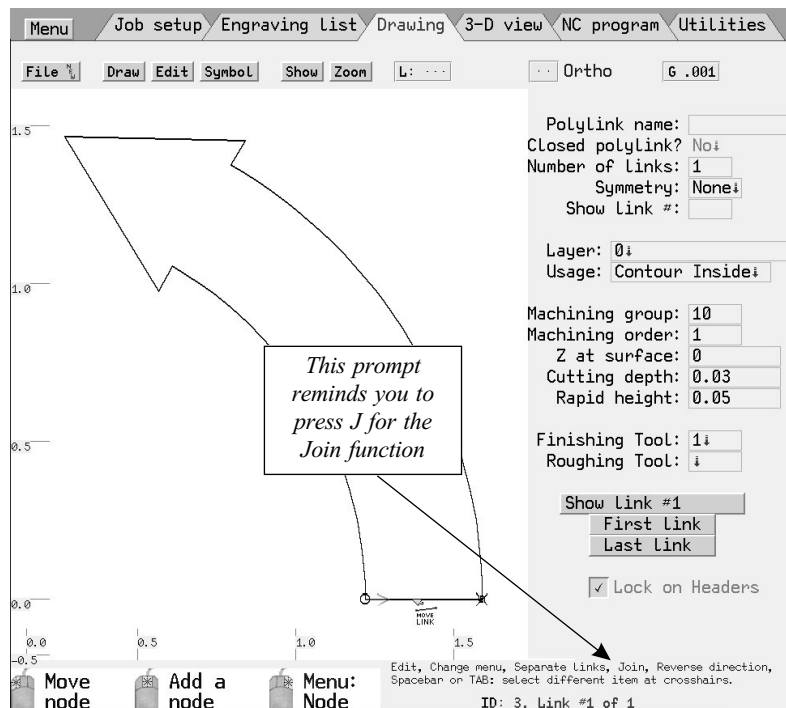 Menu
Job setup
Engraving List
Drawing
3-D view
NC program
Utilities
File NEW
Draw
Edit
Symbol
Show
Zoom
L: ···
··
Ortho
G .001
1.5
1.0
0.5
0.0
-0.5
0.0
0.5
1.0
1.5
This prompt
reminds you to
press J for the
Join function
MOVE
LINK
Polylink name:
Closed polylink? No↓
Number of links: 1
Symmetry: None↓
Show link #:
Layer: 0↓
Usage: Contour Inside↓
Machining group: 10
Machining order: 1
Z at surface: 0
Cutting depth: 0.03
Rapid height: 0.05
Finishing Tool: 1↓
Roughing Tool: ↓
Show link #1
First link
Last link
✓ Lock on Headers
Edit, Change menu, Separate links, Join, Reverse direction,
Spacebar or TAB: select different item at crosshairs.
ID: 3. Link #1 of 1
Move
node
Add a
node
Menu:
Node